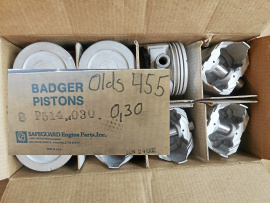 BADGER
PISTONS
Olds 455
8 P514 .030
0,30
SAFEGUARD Engine Parts, Inc.